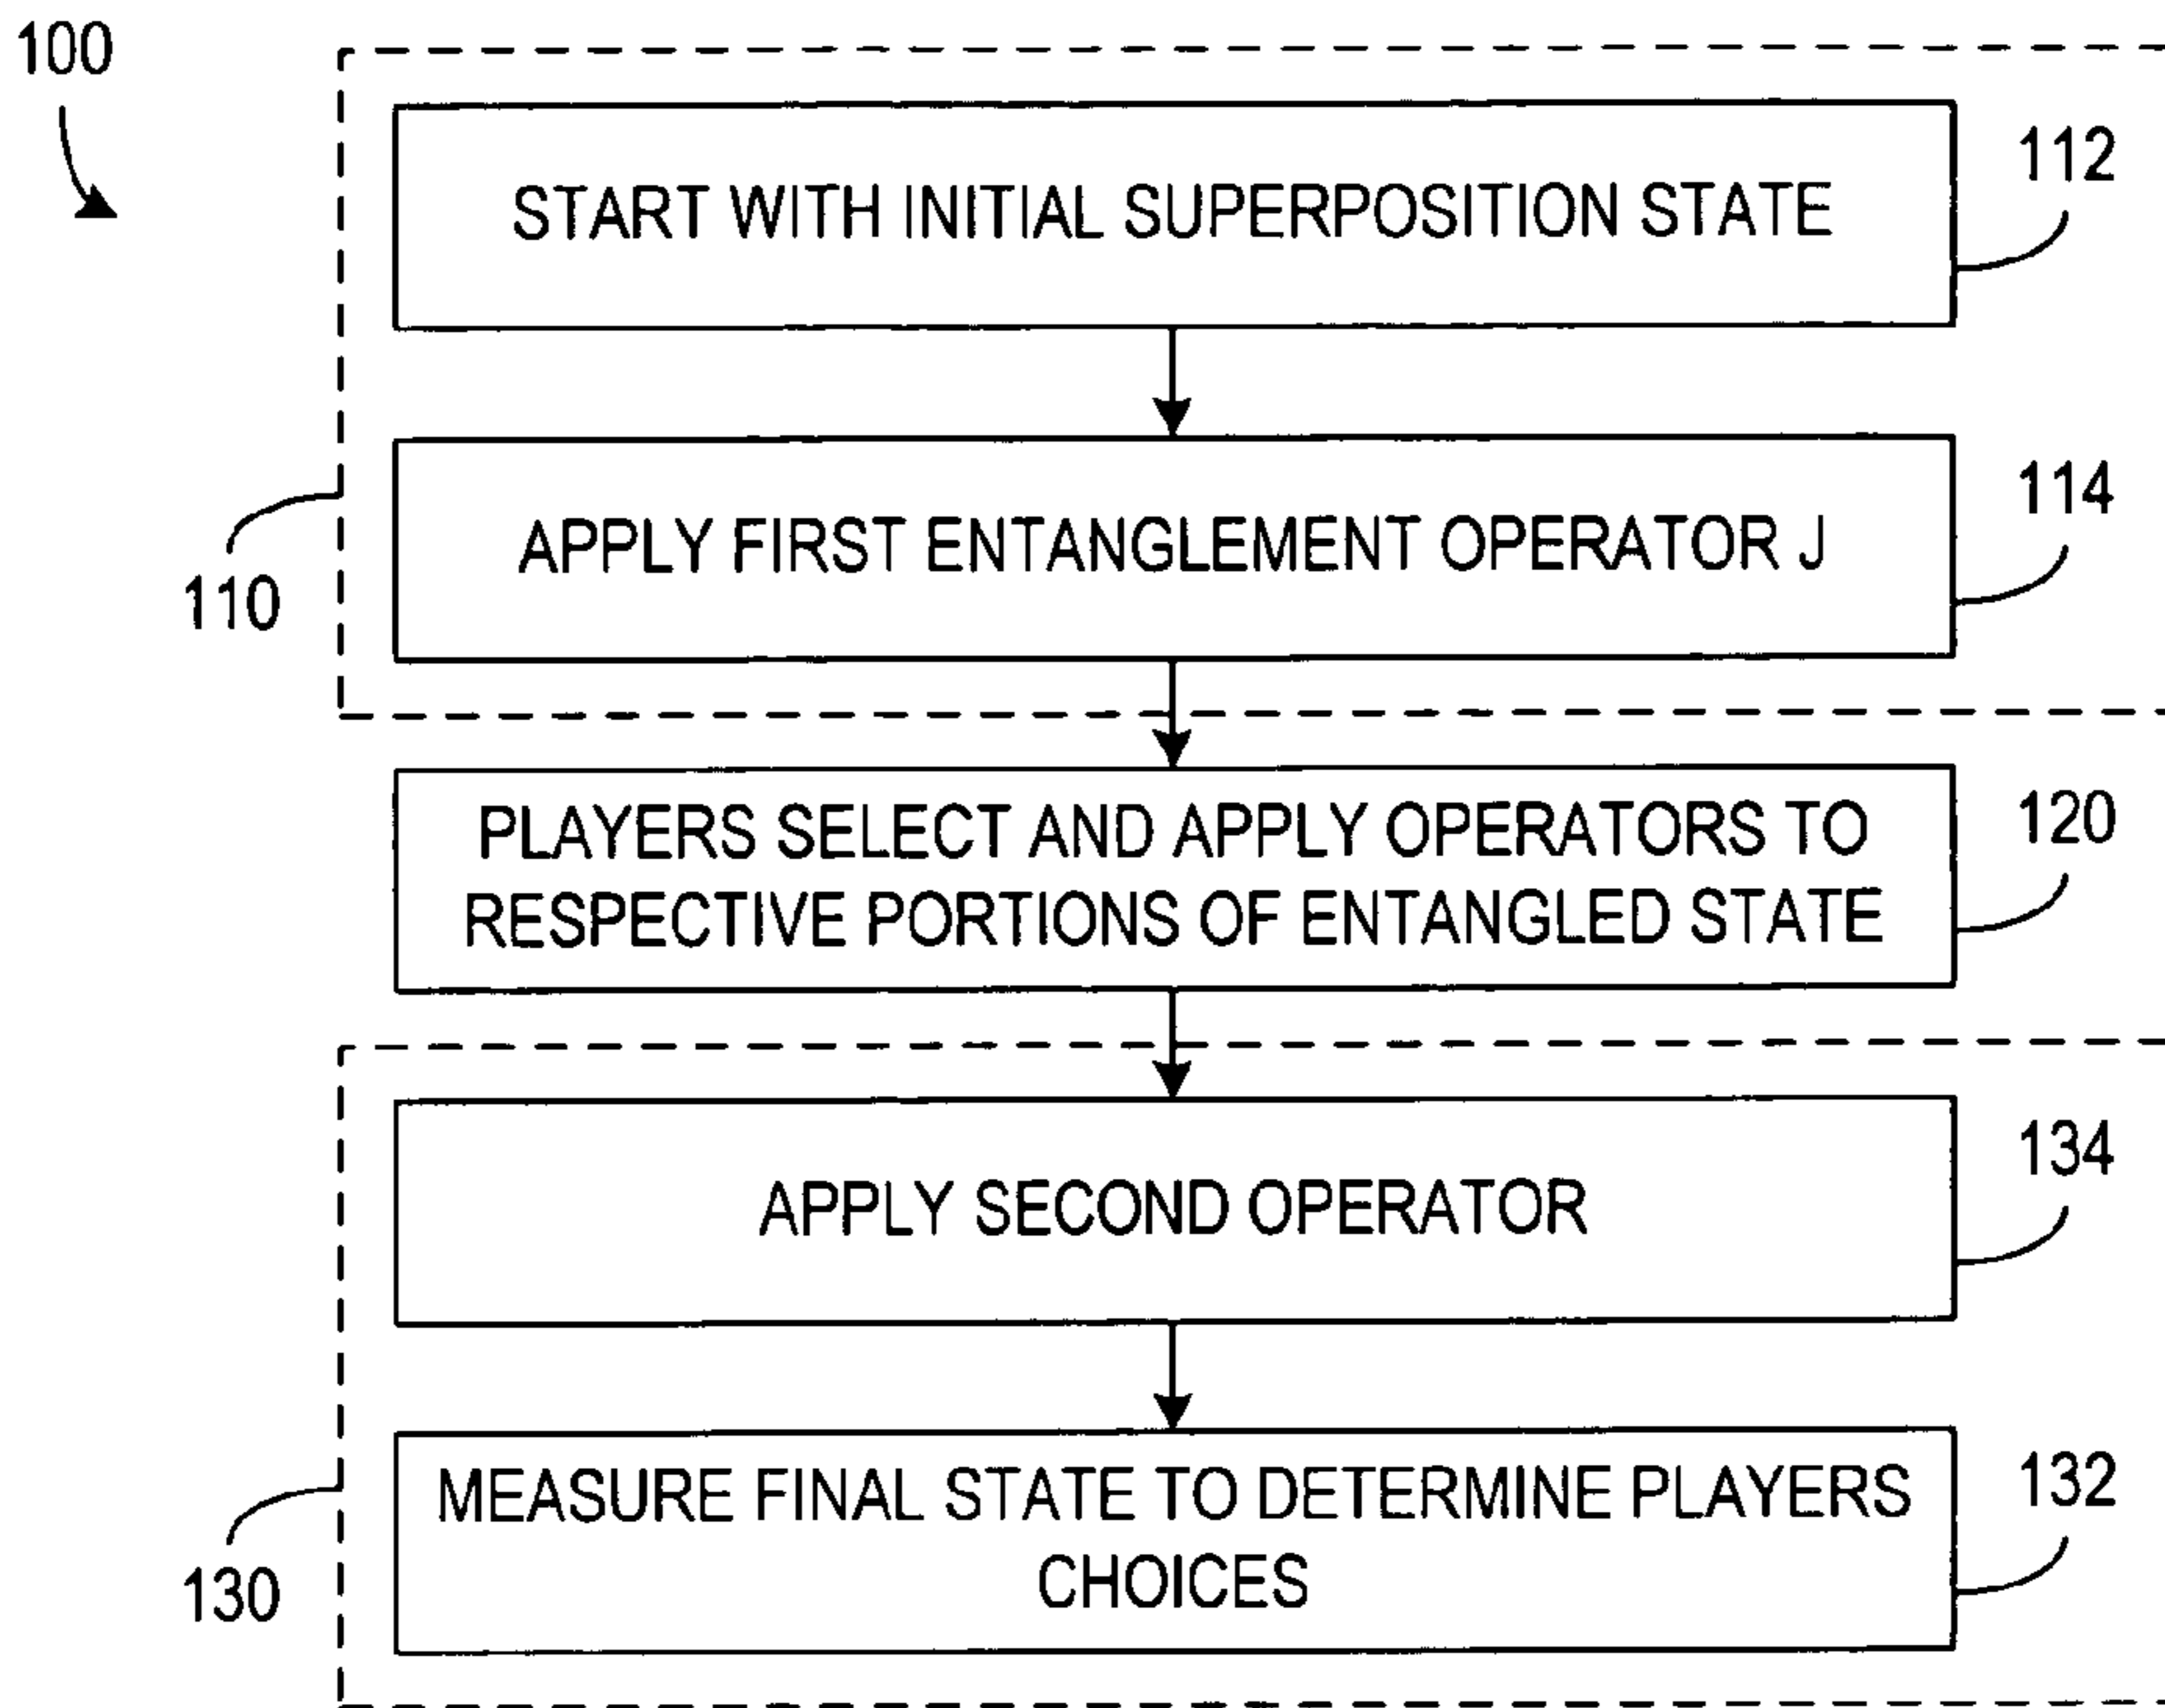 100
START WITH INITIAL SUPERPOSITION STATE
112
APPLY FIRST ENTANGLEMENT OPERATOR J
114
110
PLAYERS SELECT AND APPLY OPERATORS TO
RESPECTIVE PORTIONS OF ENTANGLED STATE
120
APPLY SECOND OPERATOR
134
MEASURE FINAL STATE TO DETERMINE PLAYERS
CHOICES
132
130